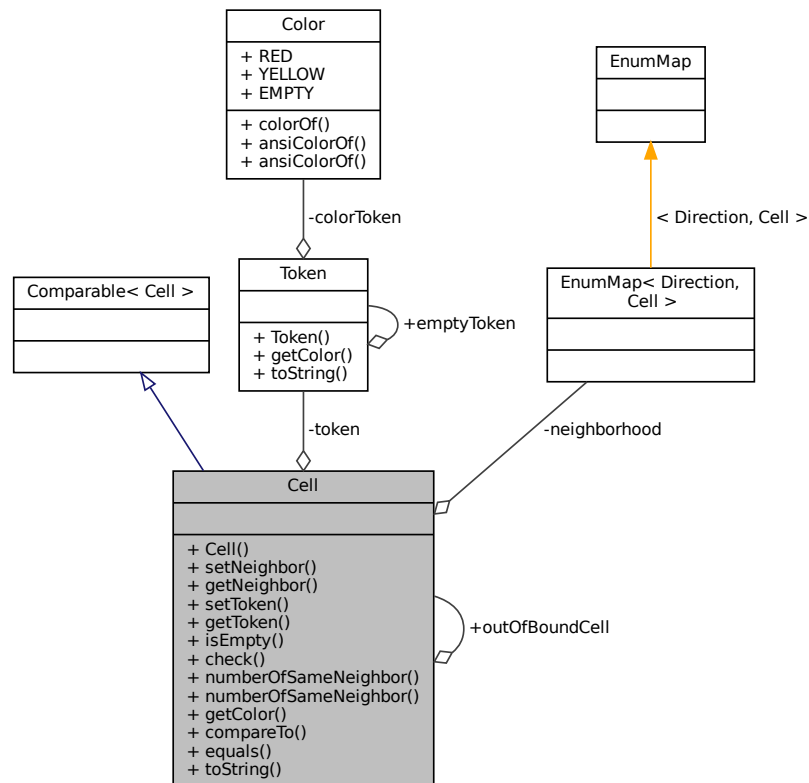 Color
+ RED
+ YELLOW
+ EMPTY
+ colorOf()
+ ansiColorOf()
+ ansiColorOf()
EnumMap
-colorToken
< Direction, Cell >
Comparable< Cell >
Token
+ Token()
+ getColor()
+ toString()
+emptyToken
EnumMap< Direction,
Cell >
-token
-neighborhood
Cell
+ Cell()
+ setNeighbor()
+ getNeighbor()
+ setToken()
+ getToken()
+ isEmpty()
+ check()
+ numberOfSameNeighbor()
+ numberOfSameNeighbor()
+ getColor()
+ compareTo()
+ equals()
+ toString()
+outOfBoundCell